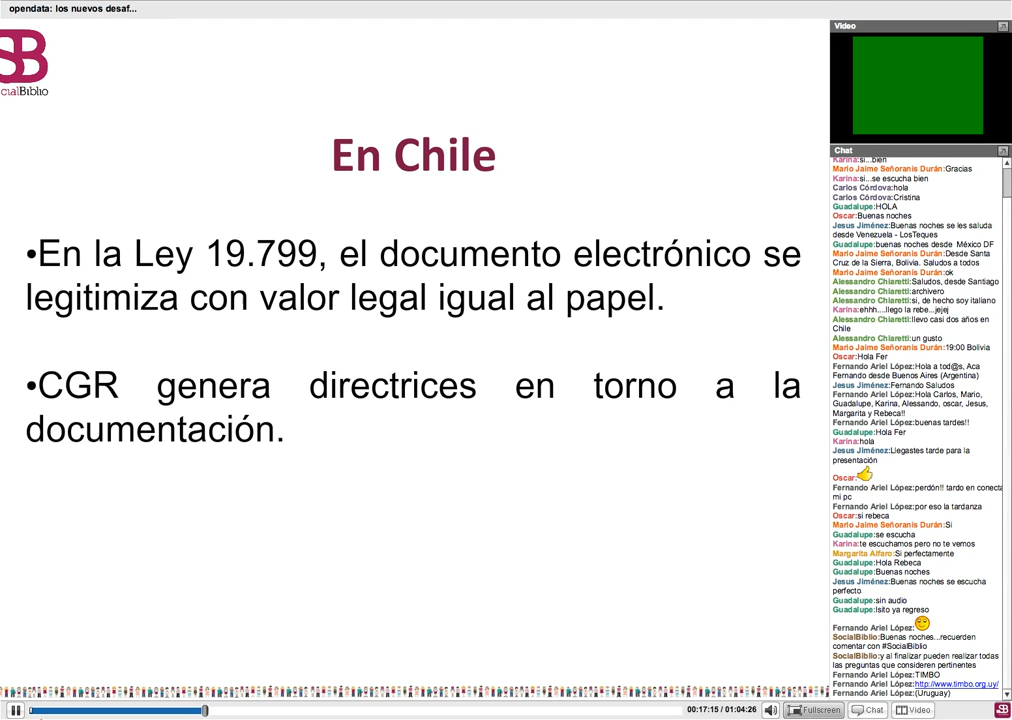 opendata: los nuevos desaf...
SB
cialBiblio
En Chile
•En la Ley 19.799, el documento electrónico se
legitimiza con valor legal igual al papel.
•CGR genera directrices en torno a la
documentación.
Video
Chat
Karina:si...bien
Mario Jaime Señoranis Durán:Gracias
Karina:si...se escucha bien
Carlos Córdova:hola
Carlos Córdova:Cristina
Guadalupe:HOLA
Oscar:Buenas noches
Jesus Jiménez:Buenas noches se les saluda
desde Venezuela - LosTeques
Guadalupe:buenas noches desde México DF
Mario Jaime Señoranis Durán:Desde Santa
Cruz de la Sierra, Bolivia. Saludos a todos
Mario Jaime Señoranis Durán:ok
Alessandro Chiaretti:Saludos, desde Santiago
Alessandro Chiaretti:archivero
Alessandro Chiaretti:si, de hecho soy italiano
Karina:ehhh....llego la rebe...jejej
Alessandro Chiaretti:llevo casi dos años en
Chile
Alessandro Chiaretti:un gusto
Mario Jaime Señoranis Durán:19:00 Bolivia
Oscar:Hola Fer
Fernando Ariel López:Hola a tod@s, Aca
Fernando desde Buenos Aires (Argentina)
Jesus Jiménez:Fernando Saludos
Fernando Ariel López:Hola Carlos, Mario,
Guadalupe, Karina, Alessando, oscar, Jesus,
Margarita y Rebeca!!
Fernando Ariel López:buenas tardes!!
Guadalupe:Hola Fer
Karina:hola
Jesus Jiménez:Llegastes tarde para la
presentación
Oscar:
Fernando Ariel López:perdón!! tardo en conecta
mi pc
Fernando Ariel López:por eso la tardanza
Oscar:si rebeca
Mario Jaime Señoranis Durán:Si
Guadalupe:se escucha
Karina:te escuchamos pero no te vemos
Margarita Alfaro:Si perfectamente
Guadalupe:Hola Rebeca
Guadalupe:Buenas noches
Jesus Jiménez:Buenas noches se escucha
perfecto
Guadalupe:sin audio
Guadalupe:lsito ya regreso
Fernando Ariel López:
SocialBiblio:Buenas noches...recuerden
comentar con #SocialBiblio
SocialBiblio:y al finalizar pueden realizar todas
las preguntas que consideren pertinentes
Fernando Ariel López:TIMBO
Fernando Ariel López:http://www.timbo.org.uy/
Fernando Ariel López:(Uruguay)
00:17:15 / 01:04:26
Fullscreen
Chat
Video
SB